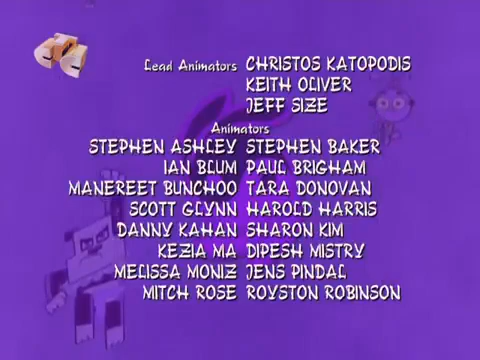 Lead Animators CHRISTOS KATOPODIS
KEITH OLIVER
JEFF SIZE
Animators
STEPHEN ASHLEY STEPHEN BAKER
IAN BLUM PAUL BRIGHAM
MANEREET BUNCHOO TARA DONOVAN
SCOTT GLYNN HAROLD HARRIS
DANNY KAHAN SHARON KIM
KEZIA MA DIPESH MISTRY
MELISSA MONIZ JENS PINDAL
MITCH ROSE ROYSTON ROBINSON